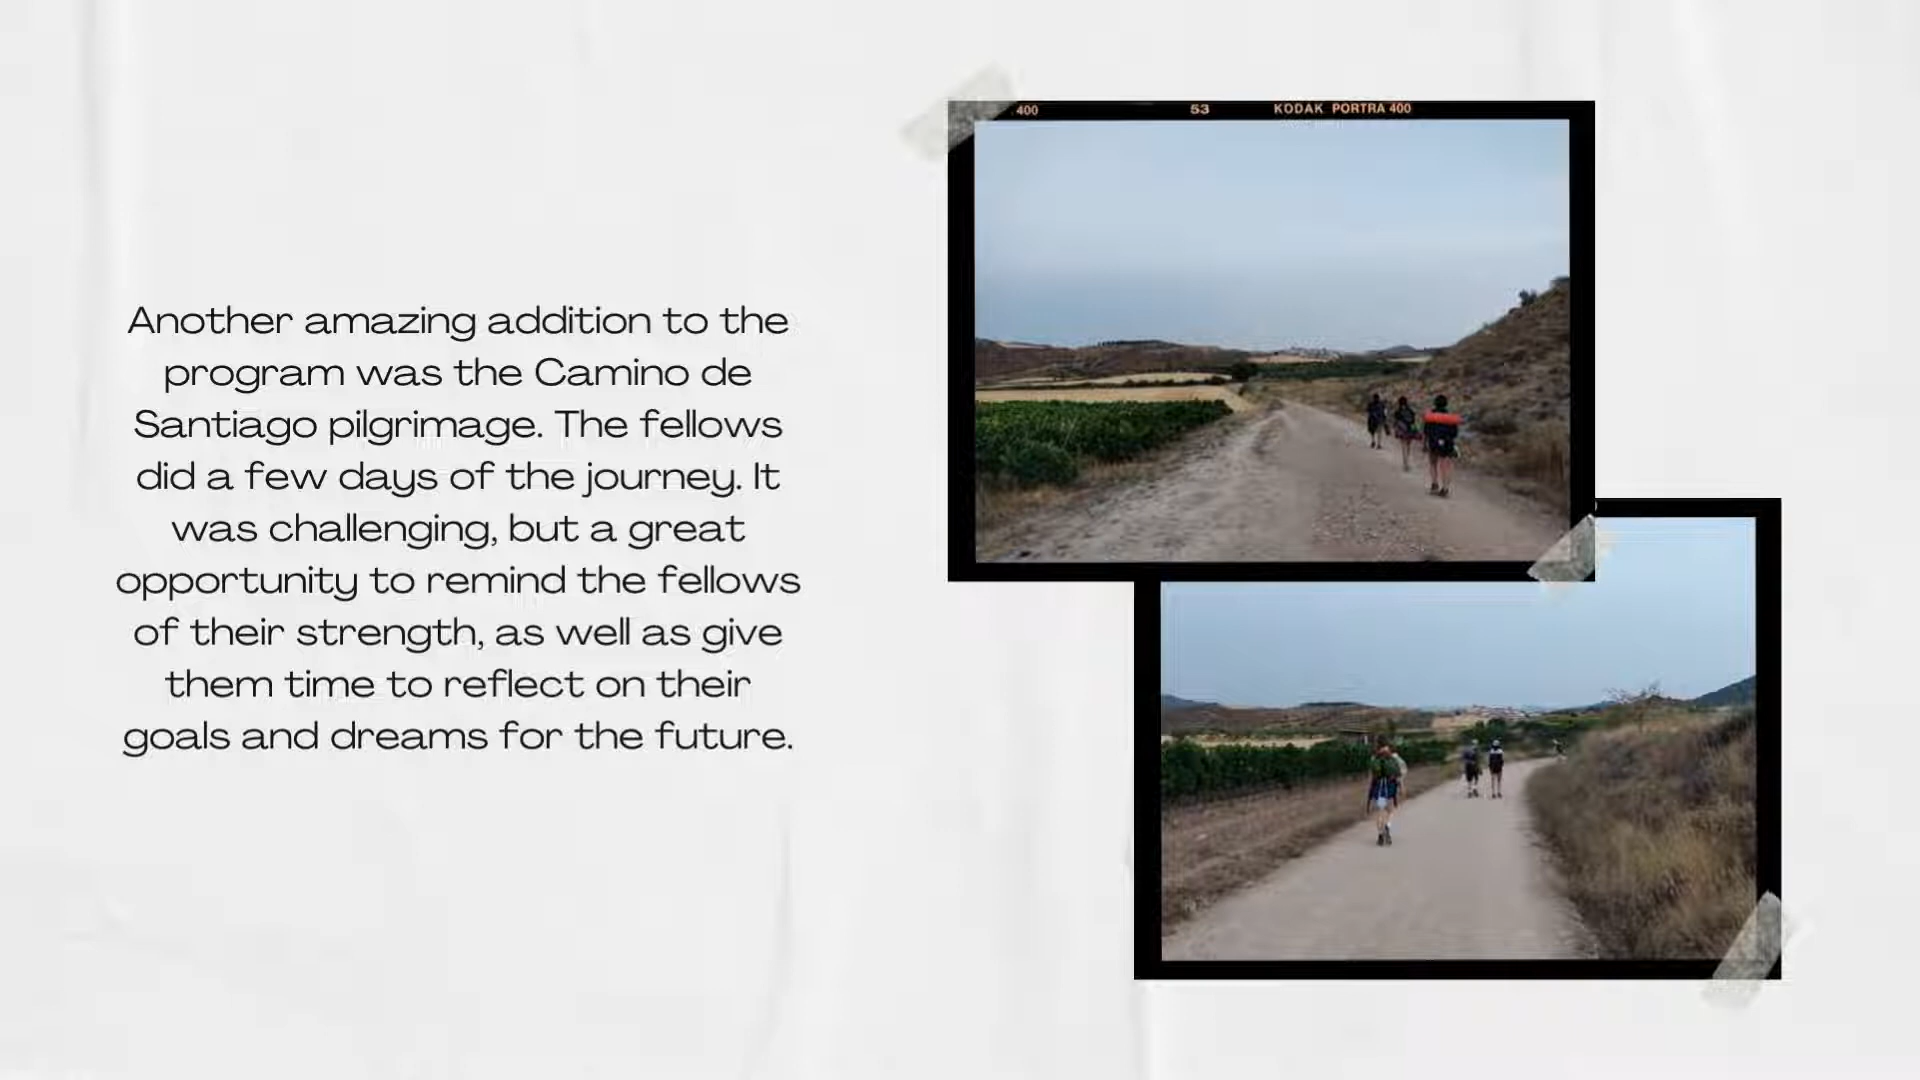 Another amazing addition to the
program was the Camino de
Santiago pilgrimage. The fellows
did a few days of the journey. It
was challenging, but a great
opportunity to remind the fellows
of their strength, as well as give
them time to reflect on their
goals and dreams for the future.
400 53 KODAK PORTRA 400